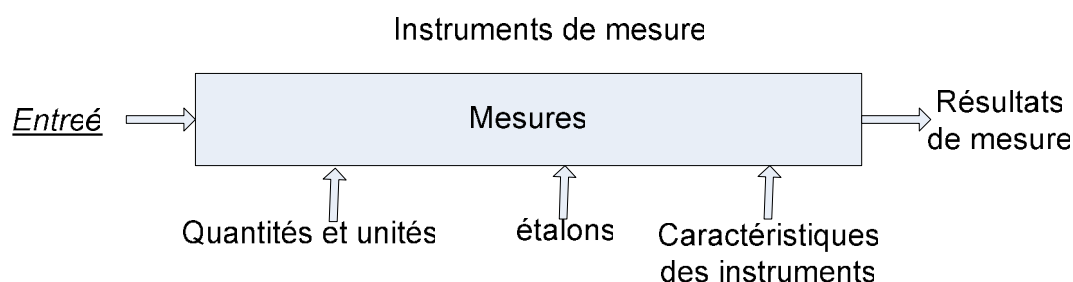 Instruments de mesure
Entreé
Mesures
Résultats
de mesure
Quantités et unités
étalons
Caractéristiques
des instruments